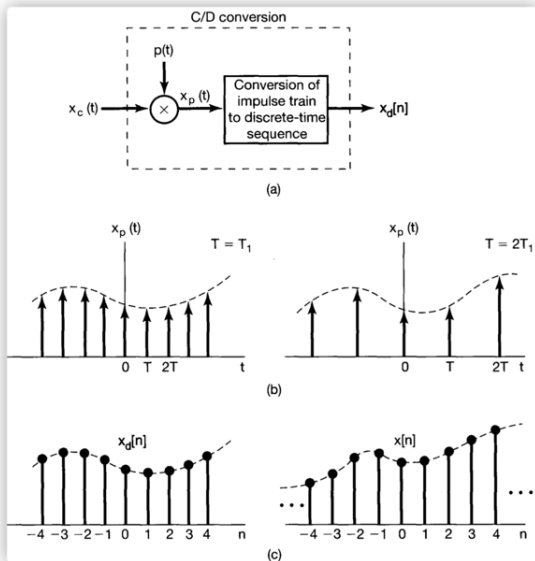 C/D conversion
p(t)
x_c (t)
×
x_p (t)
Conversion of
impulse train
to discrete-time
sequence
x_d[n]
(a)
x_p (t)
T = T_1
0 T 2T t
x_p (t)
T = 2T_1
0 T 2T t
(b)
x_d[n]
-4 -3 -2 -1 0 1 2 3 4 n
x[n]
-4 -3 -2 -1 0 1 2 3 4 n
(c)